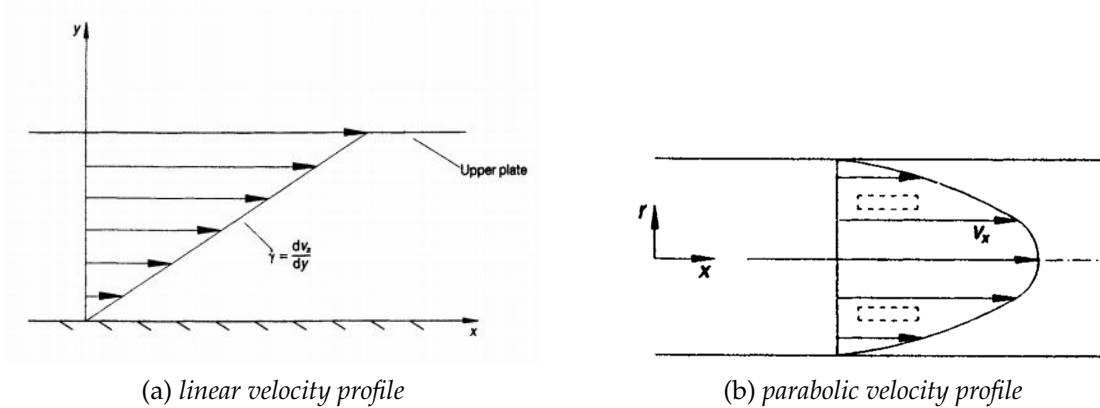 y
Upper plate
γ̇ = dvₓ/dy
x
(a) linear velocity profile
r
x
vₓ
(b) parabolic velocity profile